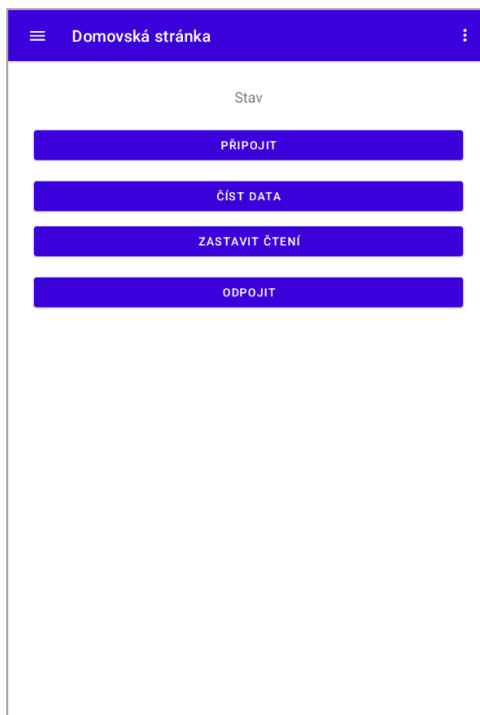 Domovská stránka
Stav
PŘIPOJIT
ČÍST DATA
ZASTAVIT ČTENÍ
ODPOJIT